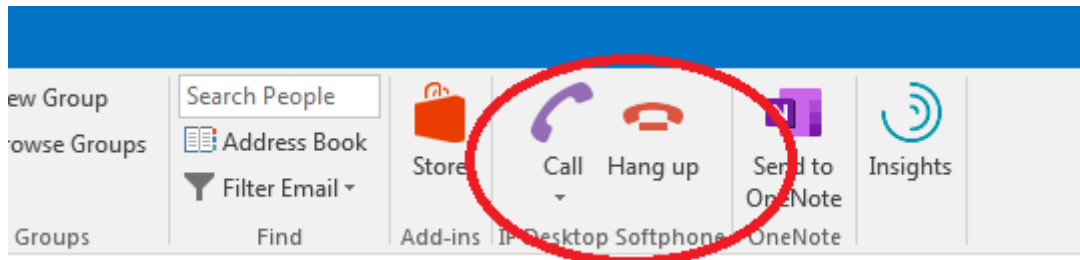 ew Group
Search People
owse Groups
Address Book
Filter Email
Store
Call
Hang up
Send to
OneNote
Insights
Groups
Find
Add-ins
IP Desktop Softphone
OneNote